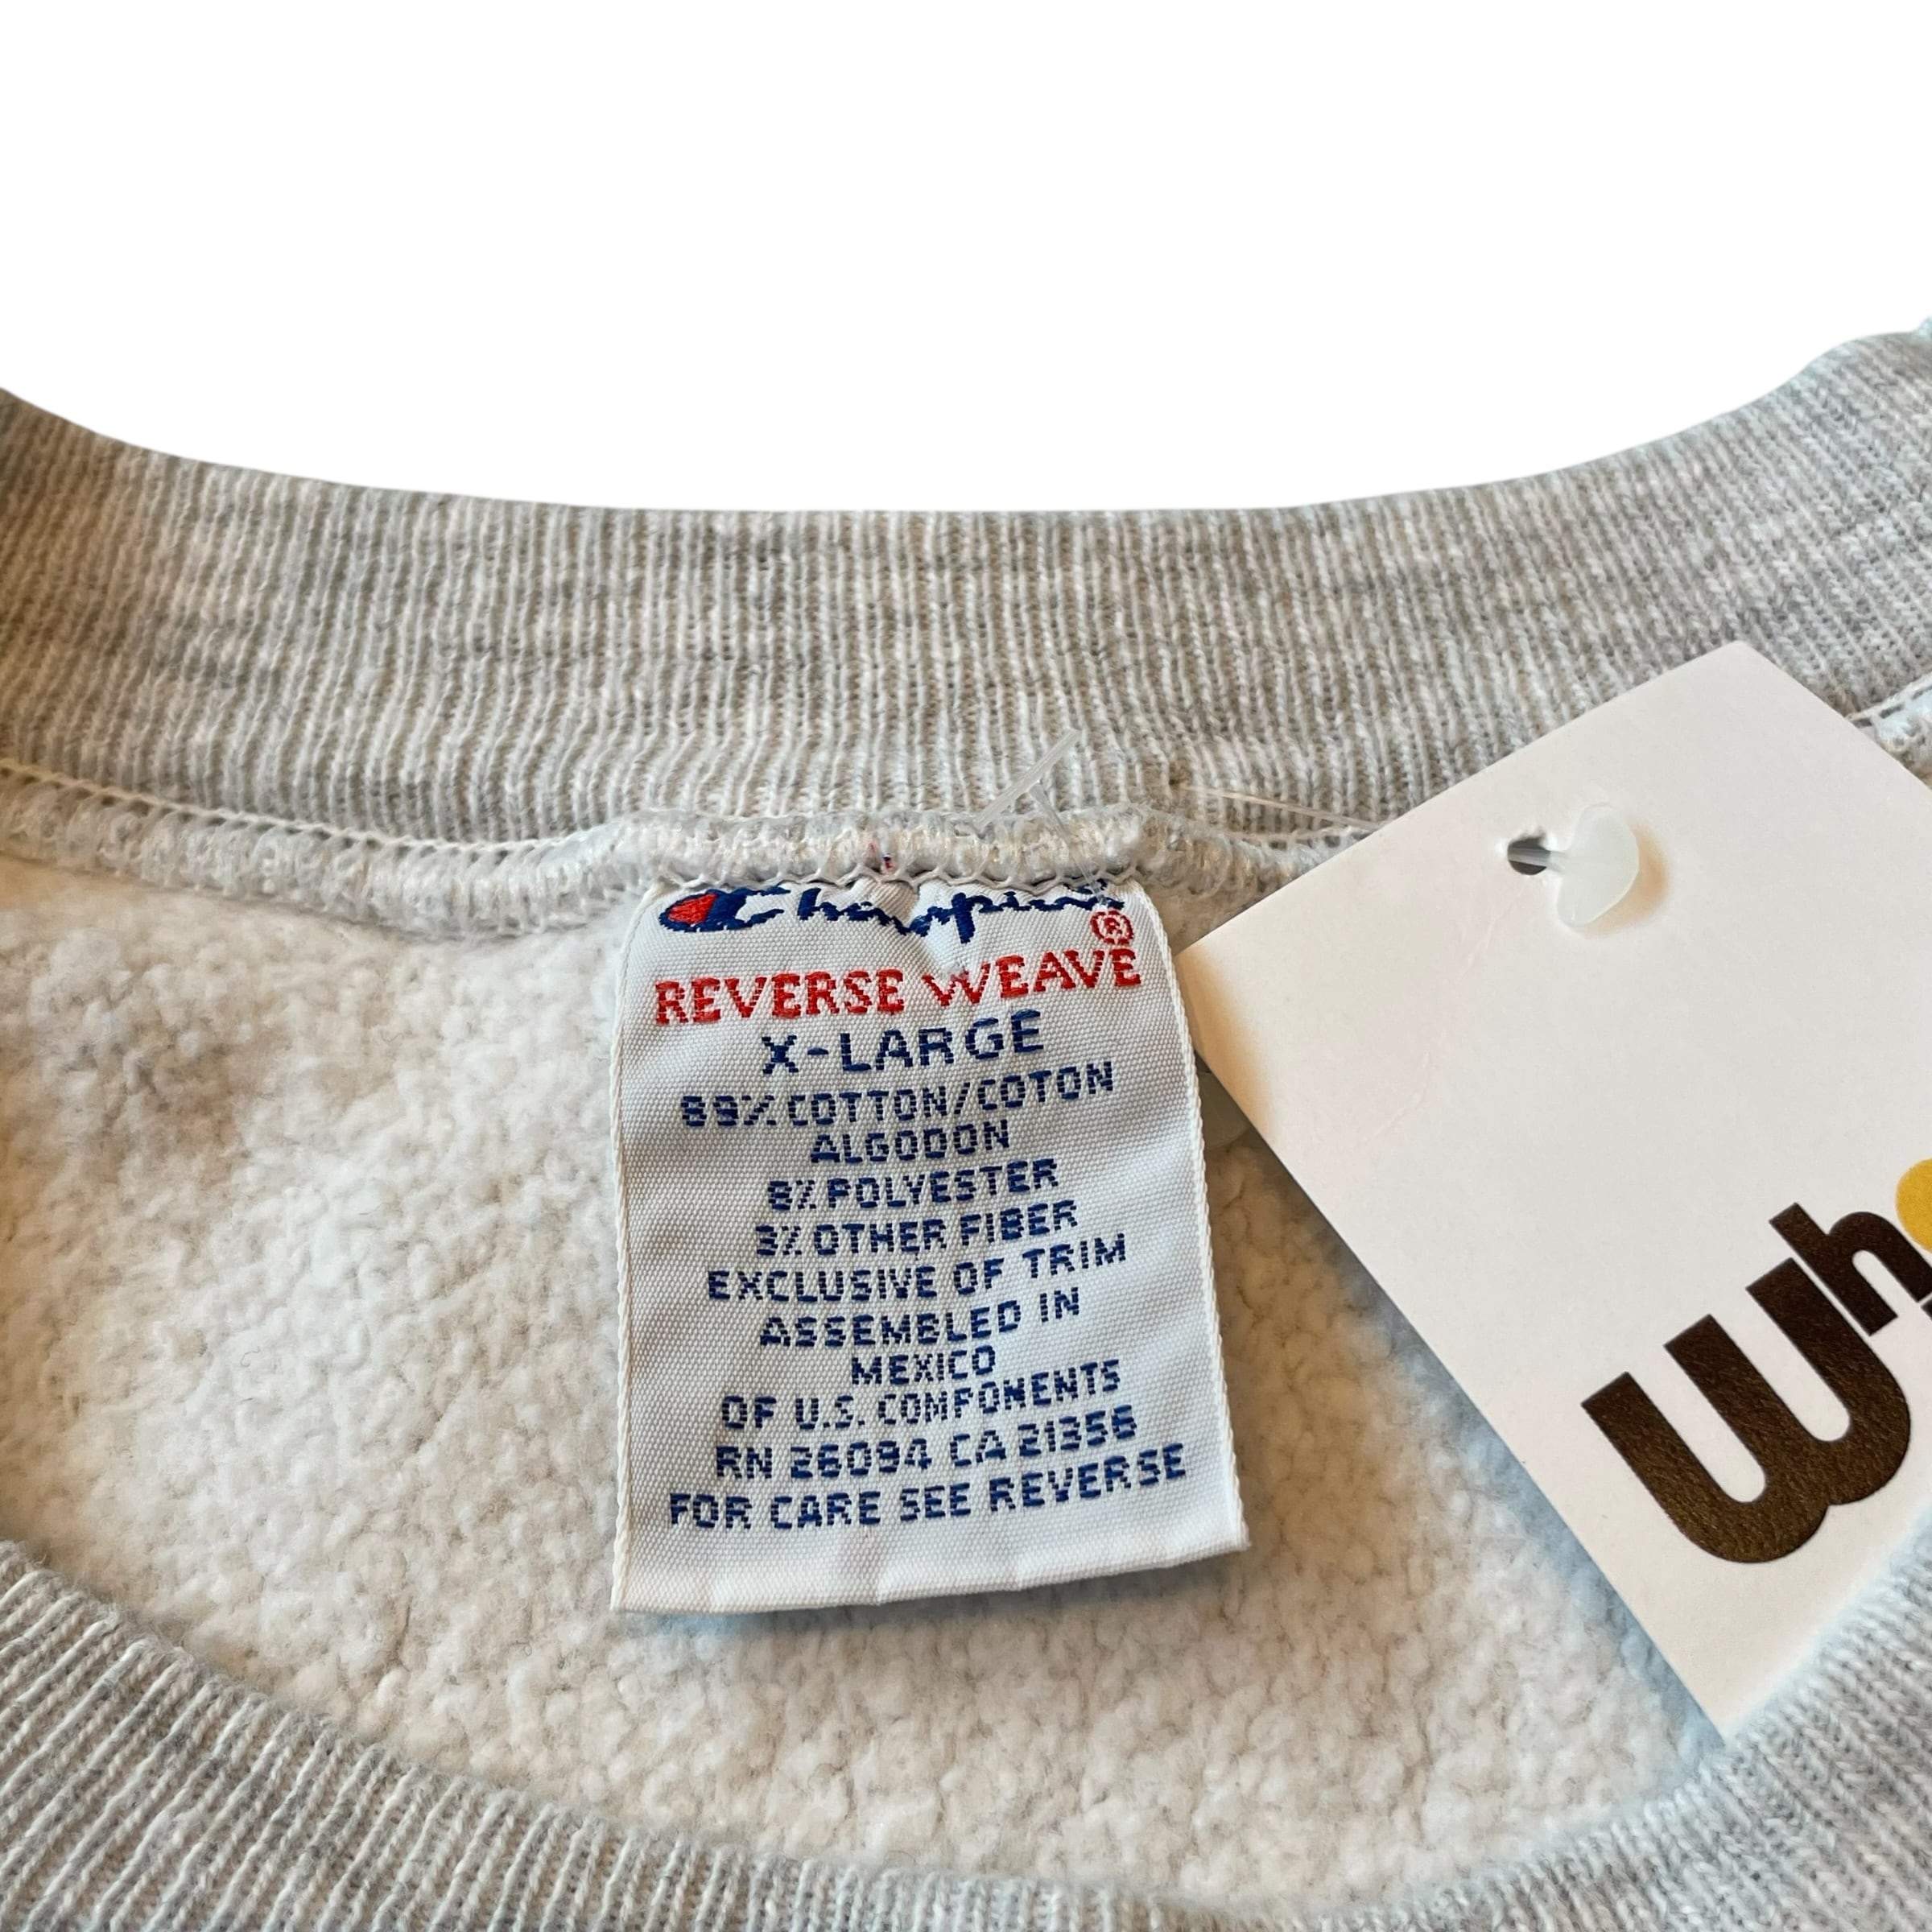 Champion
®
REVERSE WEAVE
X-LARGE
89% COTTON/COTON
ALGODON
8% POLYESTER
3% OTHER FIBER
EXCLUSIVE OF TRIM
ASSEMBLED IN
MEXICO
OF U.S. COMPONENTS
RN 26094 CA 21356
FOR CARE SEE REVERSE
Wh